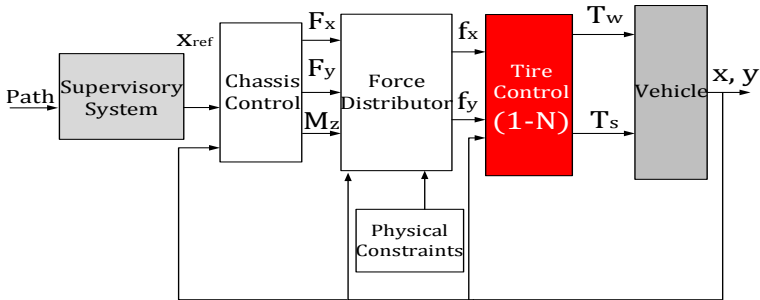 Path
Supervisory
System
xref
Chassis
Control
Fx
Fy
Mz
Force
Distributor
Physical
Constraints
fx
fy
Tire
Control
(1-N)
Tw
Ts
Vehicle
x, y